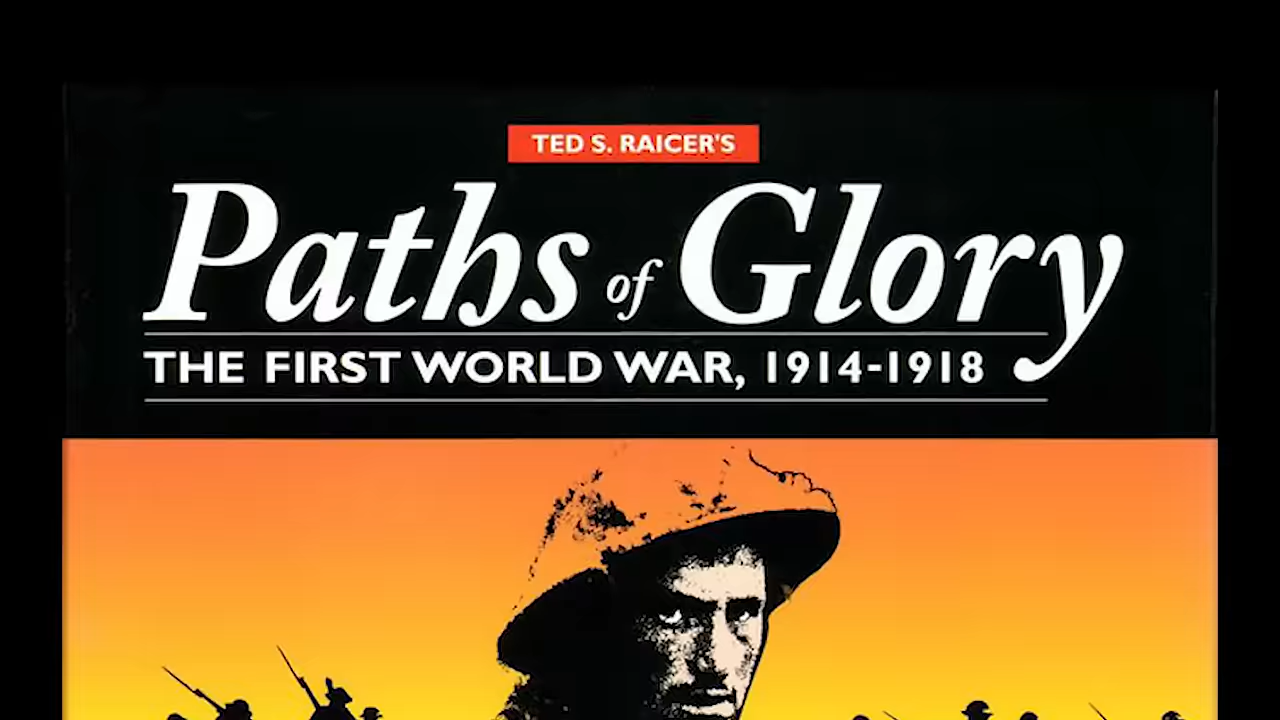 TED S. RAICER'S
Paths of Glory
THE FIRST WORLD WAR, 1914-1918